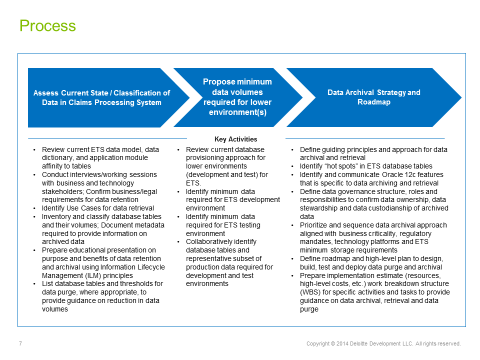 Process
Assess Current State / Classification of
Data in Claims Processing System
Propose minimum
data volumes
required for lower
environment(s)
Data Archival Strategy and
Roadmap
Key Activities
• Review current ETS data model, data
dictionary, and application module
affinity to tables
• Conduct interviews/working sessions
with business and technology
stakeholders; Confirm business/legal
requirements for data retention
• Identify Use Cases for data retrieval
• Inventory and classify database tables
and their volumes; Document metadata
required to provide information on
archived data
• Prepare educational presentation on
purpose and benefits of data retention
and archival using Information Lifecycle
Management (ILM) principles
• List database tables and thresholds for
data purge, where appropriate, to
provide guidance on reduction in data
volumes
• Review current database
provisioning approach for
lower environments
(development and test) for
ETS.
• Identify minimum data
required for ETS development
environment
• Identify minimum data
required for ETS testing
environment
• Collaboratively identify
database tables and
representative subset of
production data required for
development and test
environments
• Define guiding principles and approach for data
archival and retrieval
• Identify “hot spots” in ETS database tables
• Identify and communicate Oracle 12c features
that is specific to data archiving and retrieval
• Define data governance structure, roles and
responsibilities to confirm data ownership, data
stewardship and data custodianship of archived
data
• Prioritize and sequence data archival approach
aligned with business criticality, regulatory
mandates, technology platforms and ETS
minimum storage requirements
• Define roadmap and high-level plan to design,
build, test and deploy data purge and archival
• Prepare implementation estimate (resources,
high-level costs, etc.) work breakdown structure
(WBS) for specific activities and tasks to provide
guidance on data archival, retrieval and data
purge
7
Copyright © 2014 Deloitte Development LLC. All rights reserved.